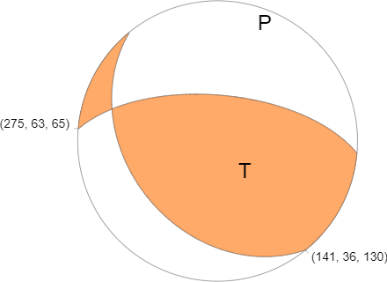 P
(275, 63, 65)
T
(141, 36, 130)